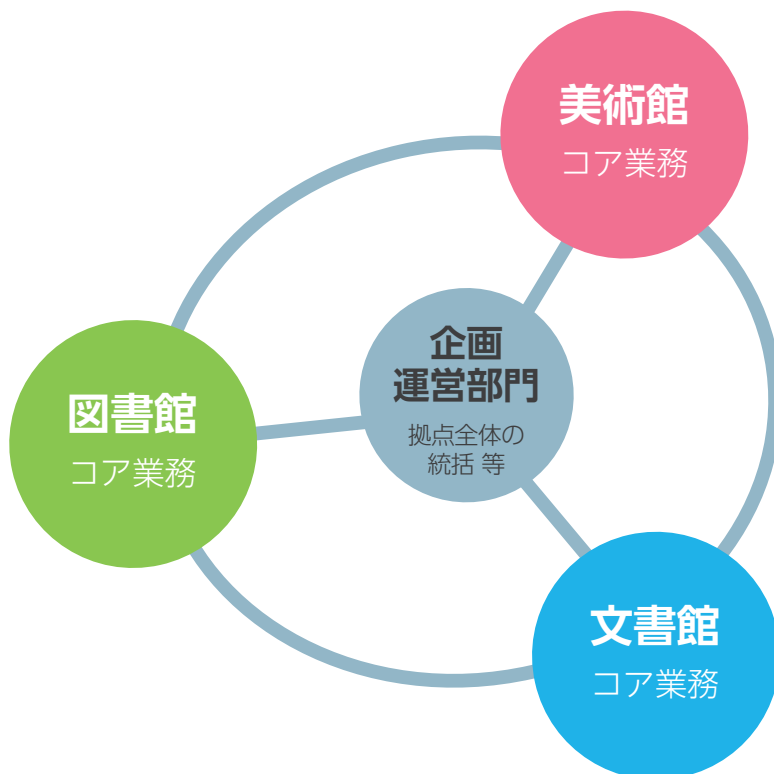 美術館
コア業務
企画
運営部門
拠点全体の
統括 等
図書館
コア業務
文書館
コア業務